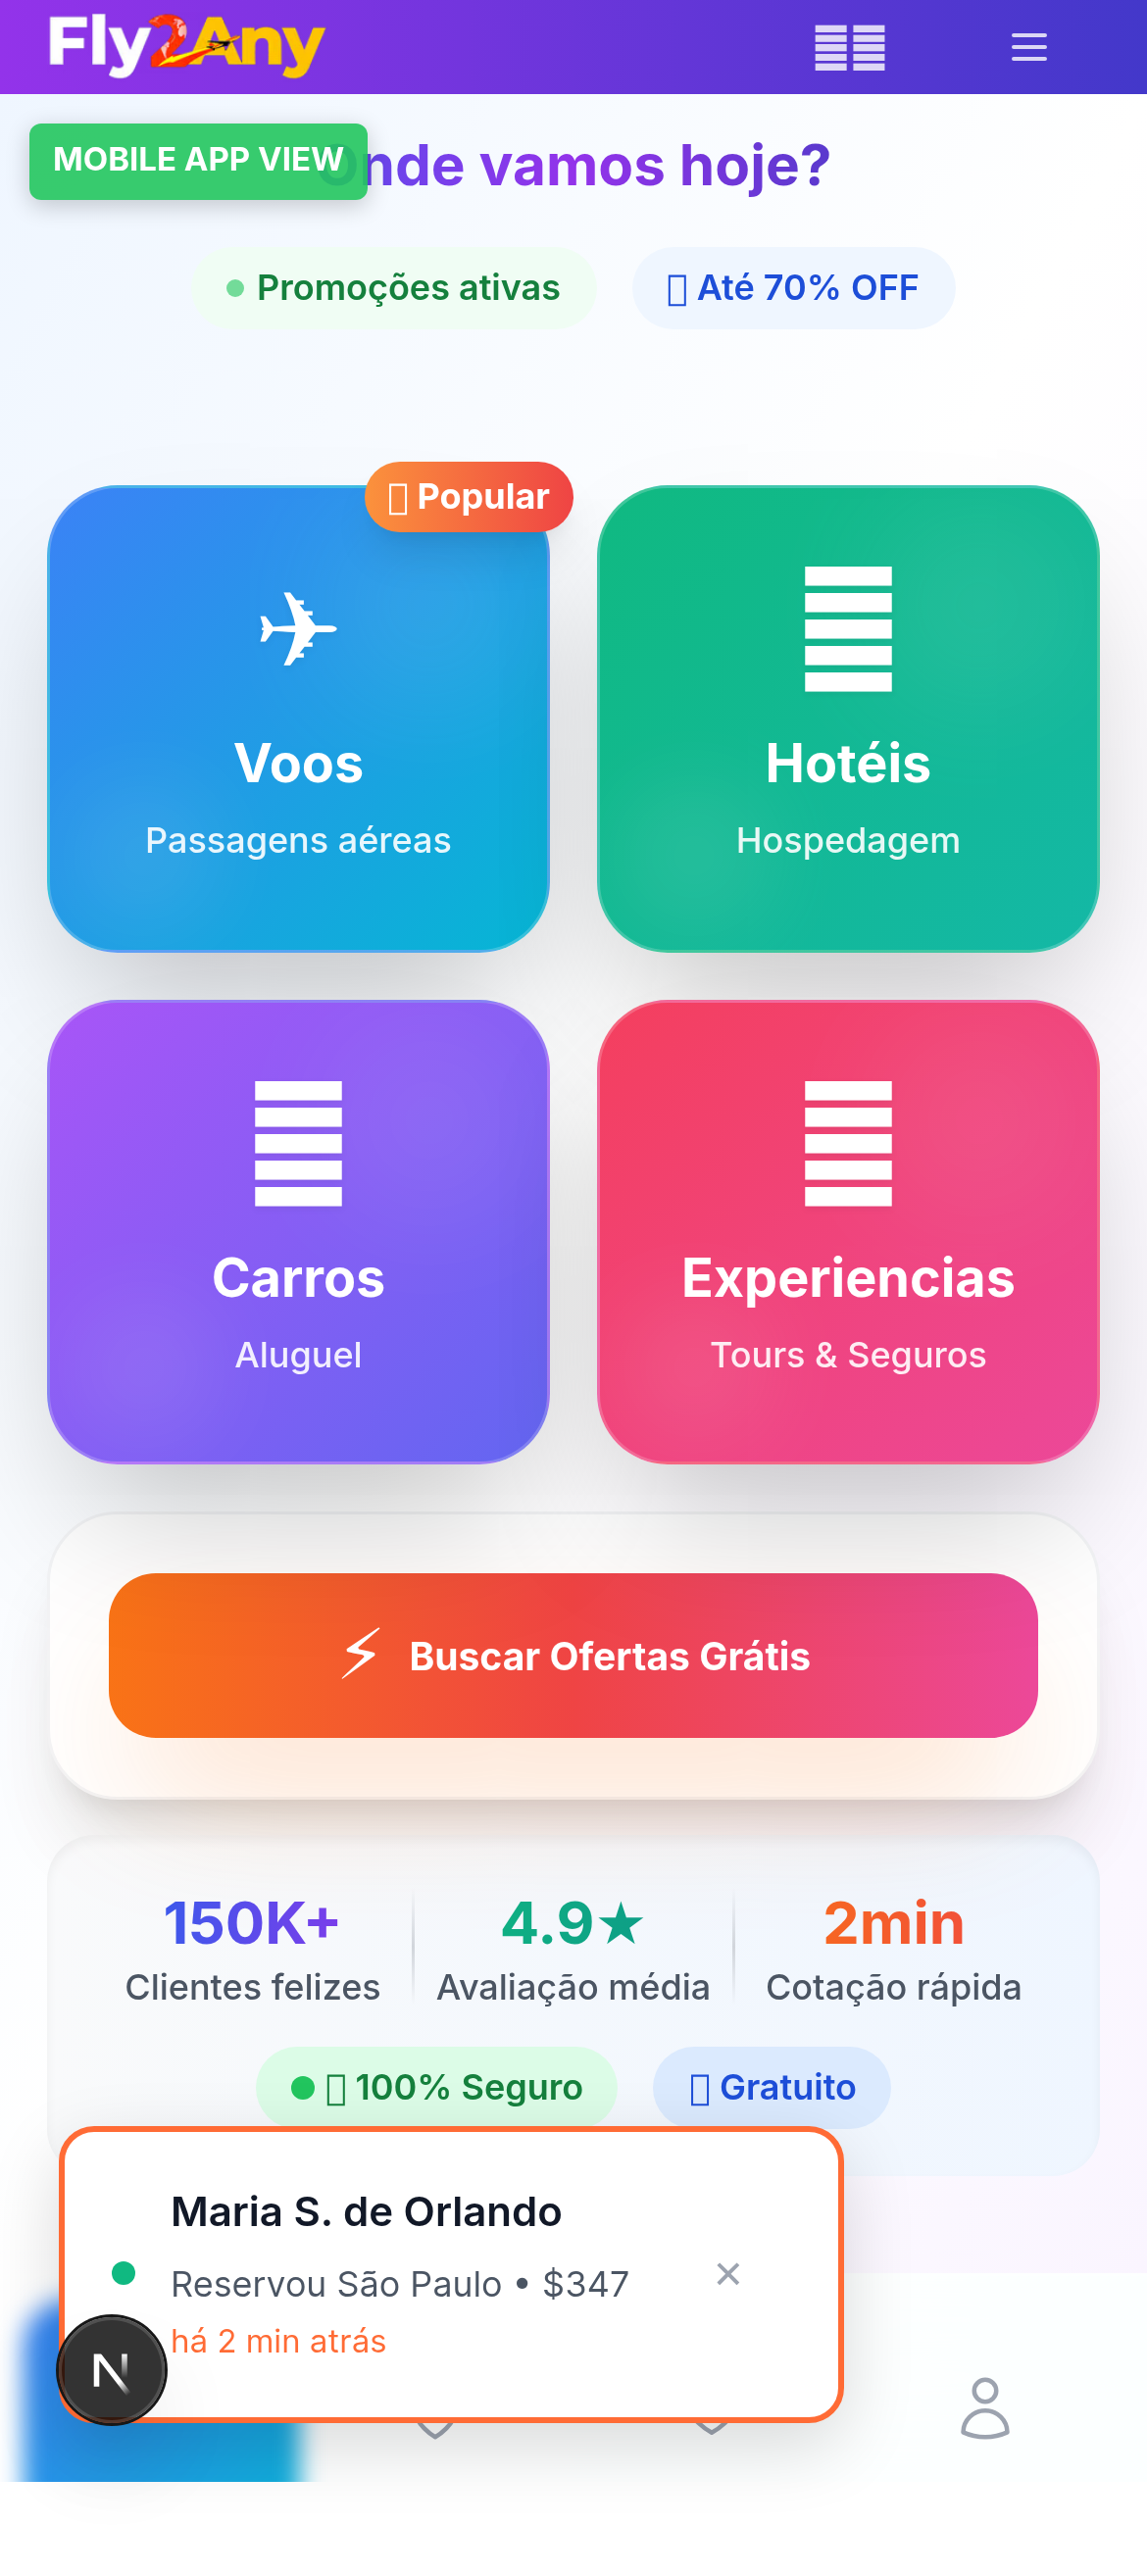 Fly2Any
MOBILE APP VIEW
Onde vamos hoje?
Promoções ativas
Até 70% OFF
Popular
Voos
Passagens aéreas
Hotéis
Hospedagem
Carros
Aluguel
Experiencias
Tours & Seguros
Buscar Ofertas Grátis
150K+
Clientes felizes
4.9★
Avaliação média
2min
Cotação rápida
100% Seguro
Gratuito
Maria S. de Orlando
Reservou São Paulo • $347
há 2 min atrás
N